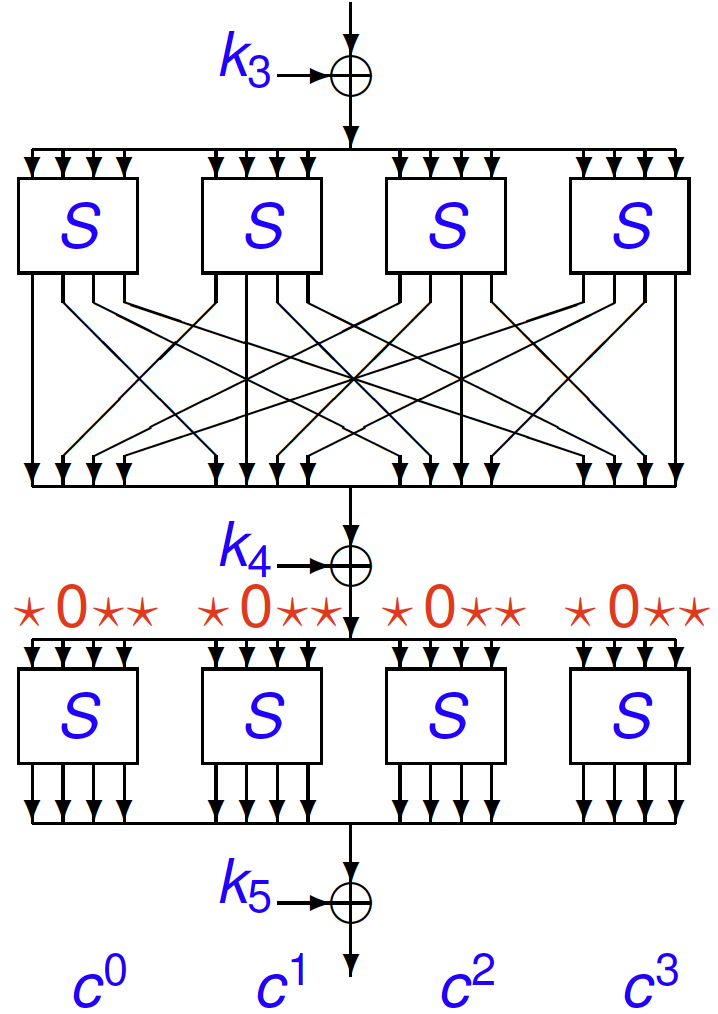 k₃
S S S S
k₄
⋆0⋆⋆ ⋆0⋆⋆ ⋆0⋆⋆ ⋆0⋆⋆
S S S S
k₅
c⁰ c¹ c² c³